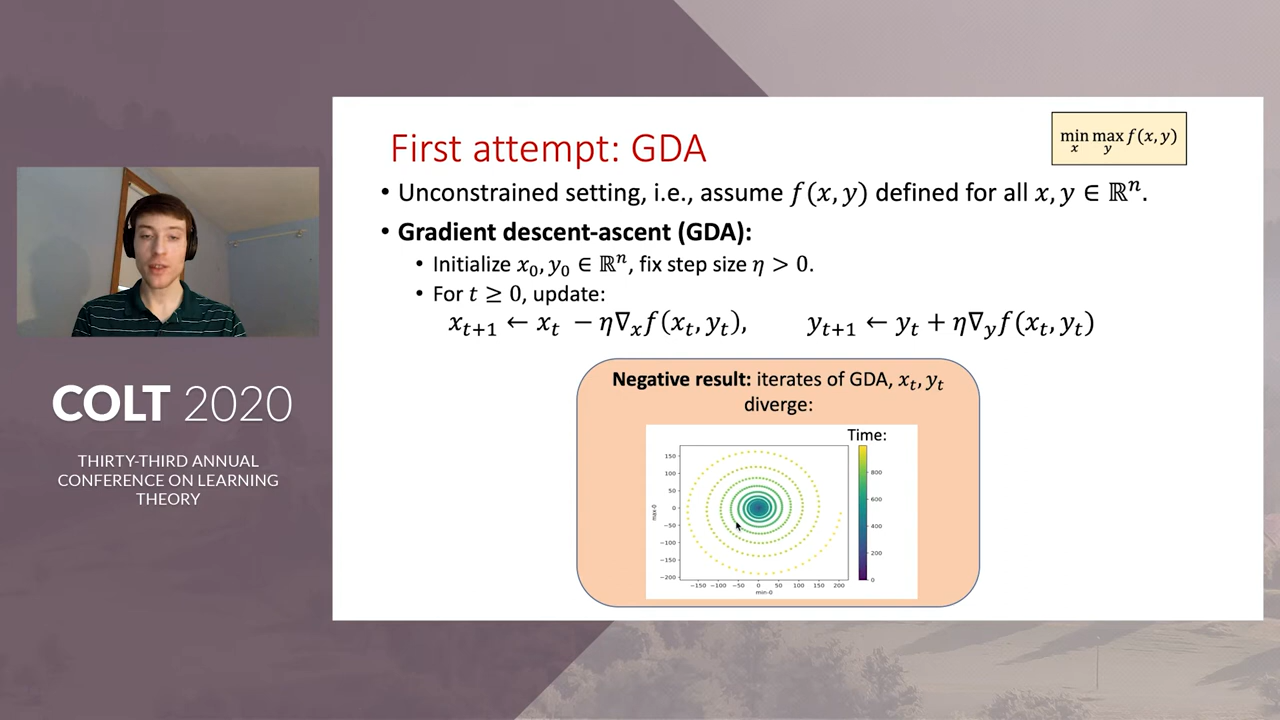 COLT 2020
THIRTY-THIRD ANNUAL
CONFERENCE ON LEARNING
THEORY
First attempt: GDA
min max f(x, y)
x y
• Unconstrained setting, i.e., assume f(x, y) defined for all x, y ∈ ℝⁿ.
• Gradient descent-ascent (GDA):
• Initialize x₀, y₀ ∈ ℝⁿ, fix step size η > 0.
• For t ≥ 0, update:
xₜ₊₁ ← xₜ − η∇ₓf(xₜ, yₜ), yₜ₊₁ ← yₜ + η∇ᵧf(xₜ, yₜ)
Negative result: iterates of GDA, xₜ, yₜ
diverge:
Time:
150
100
50
0
−50
−100
−150
−200
max-0
−150 −100 −50 0 50 100 150 200
min-0
800
600
400
200
0